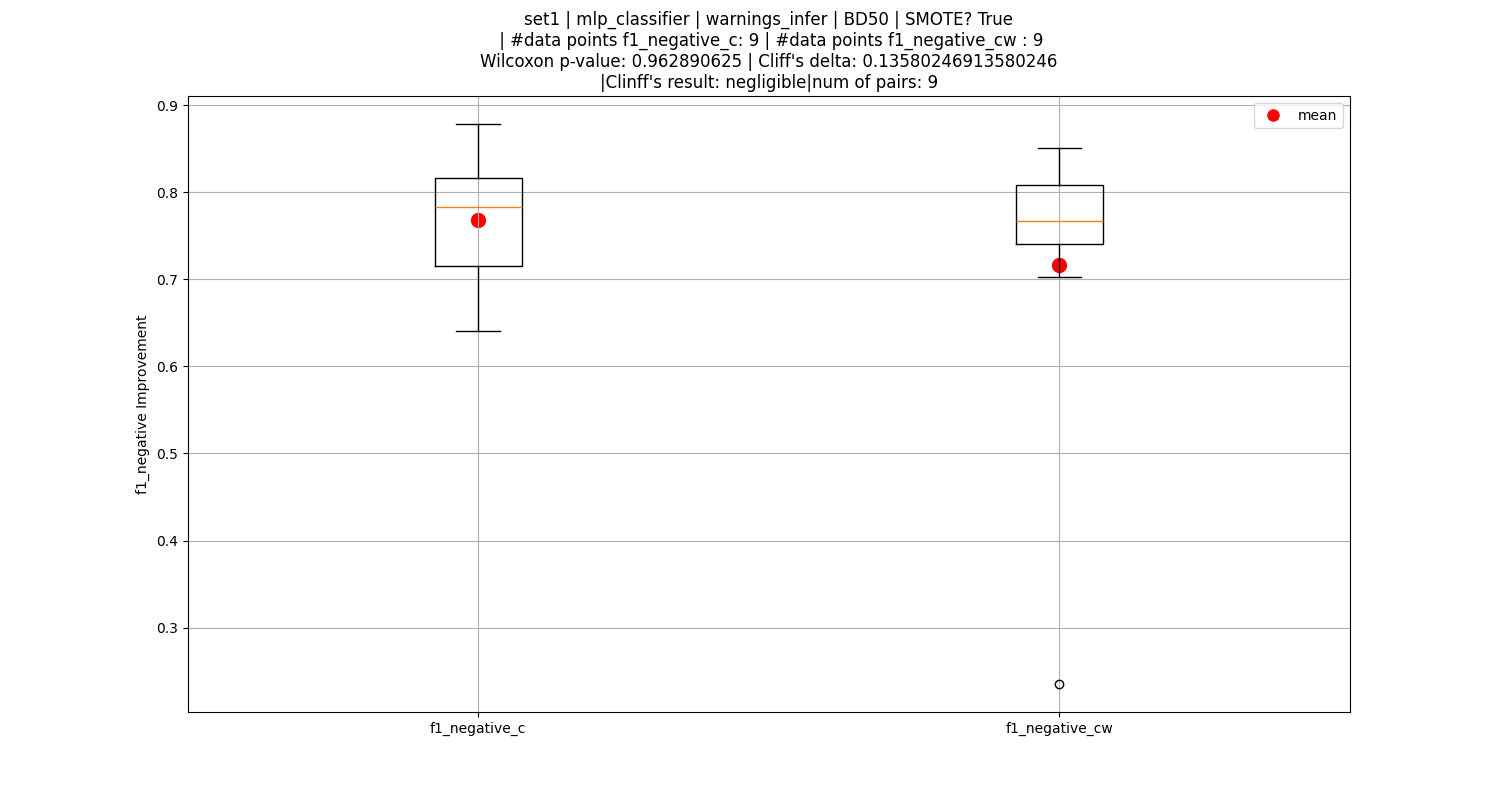 set1 | mlp_classifier | warnings_infer | BD50 | SMOTE? True
| #data points f1_negative_c: 9 | #data points f1_negative_cw : 9
Wilcoxon p-value: 0.962890625 | Cliff's delta: 0.13580246913580246
|Clinff's result: negligible|num of pairs: 9
mean
0.9
0.8
0.7
0.6
0.5
0.4
0.3
f1_negative Improvement
f1_negative_c
f1_negative_cw